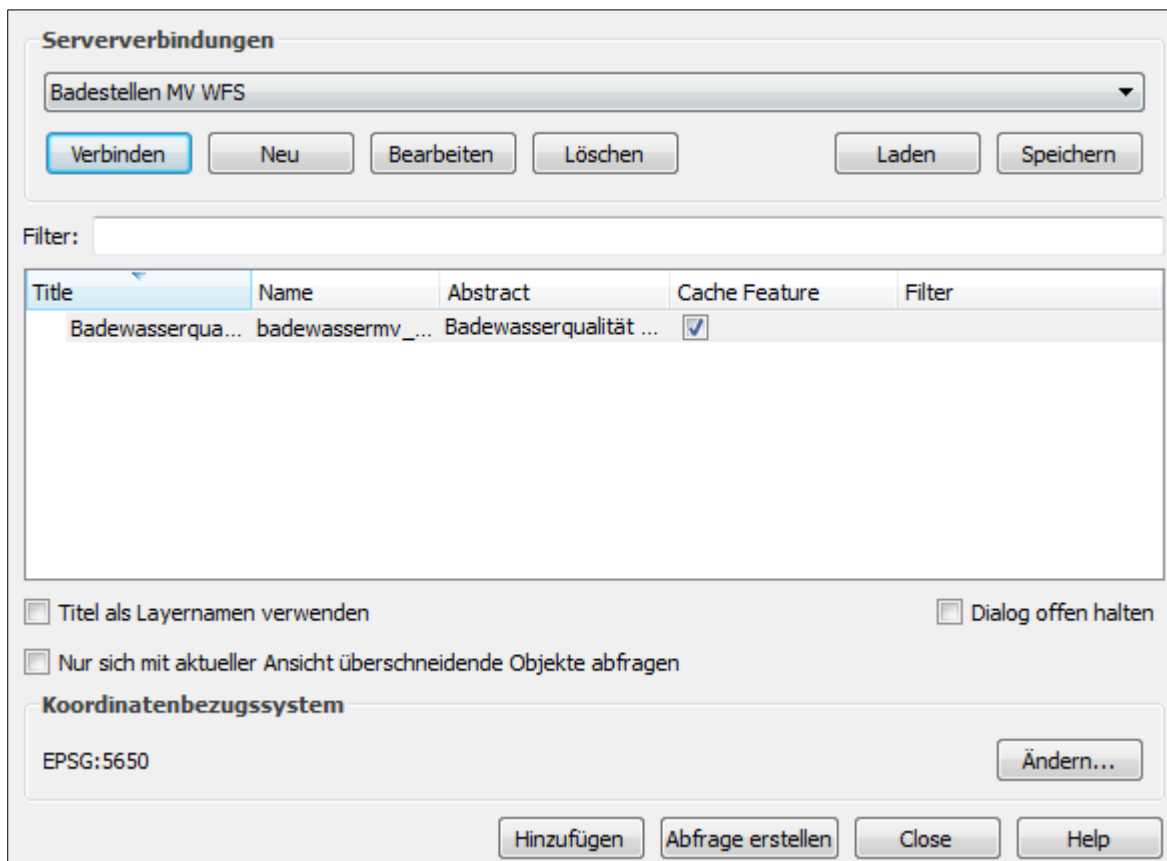 Serververbindungen
Badestellen MV WFS
Verbinden Neu Bearbeiten Löschen Laden Speichern
Filter:
Title Name Abstract Cache Feature Filter
Badewasserqua... badewassermv_... Badewasserqualität ...
Titel als Layernamen verwenden Dialog offen halten
Nur sich mit aktueller Ansicht überschneidende Objekte abfragen
Koordinatenbezugssystem
EPSG:5650 Ändern...
Hinzufügen Abfrage erstellen Close Help